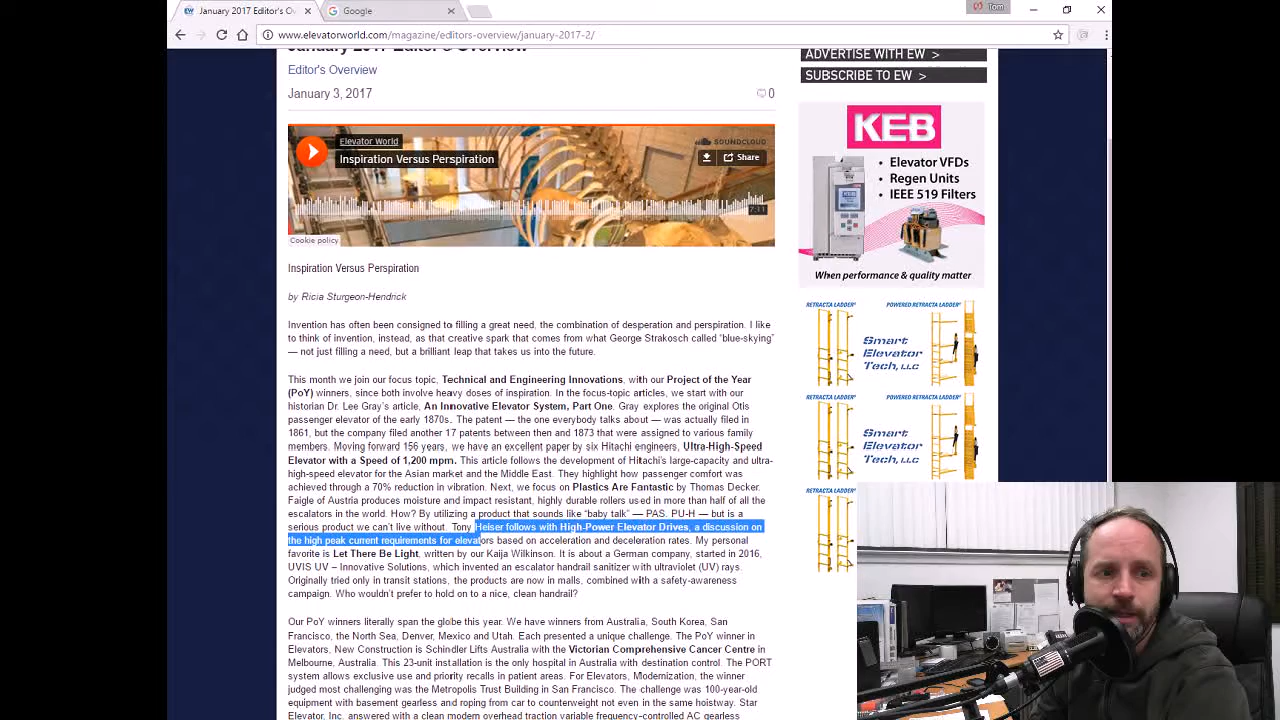 January 2017 Editor's Ov
Google
Tom
www.elevatorworld.com/magazine/editors-overview/january-2017-2/
January 2017 Editor's Overview
Editor's Overview
January 3, 2017
0
Elevator World
Inspiration Versus Perspiration
SOUNDCLOUD
Share
7:11
Cookie policy
Inspiration Versus Perspiration
by Ricia Sturgeon-Hendrick
Invention has often been consigned to filling a great need, the combination of desperation and perspiration. I like
to think of invention, instead, as that creative spark that comes from what George Strakosch called “blue-skying”
— not just filling a need, but a brilliant leap that takes us into the future.
This month we join our focus topic, Technical and Engineering Innovations, with our Project of the Year
(PoY) winners, since both involve heavy doses of inspiration. In the focus-topic articles, we start with our
historian Dr. Lee Gray’s article, An Innovative Elevator System, Part One. Gray explores the original Otis
passenger elevator of the early 1870s. The patent — the one everybody talks about — was actually filed in
1861, but the company filed another 17 patents between then and 1873 that were assigned to various family
members. Moving forward 156 years, we have an excellent paper by six Hitachi engineers, Ultra-High-Speed
Elevator with a Speed of 1,200 mpm. This article follows the development of Hitachi’s large-capacity and ultra-
high-speed elevator for the Asian market and the Middle East. They highlight how passenger comfort was
achieved through a 70% reduction in vibration. Next, we focus on Plastics Are Fantastic by Thomas Decker.
Faigle of Austria produces moisture and impact resistant, highly durable rollers used in more than half of all the
escalators in the world. How? By utilizing a product that sounds like “baby talk” — PAS. PU-H — but is a
serious product we can’t live without. Tony Heiser follows with High-Power Elevator Drives, a discussion on
the high peak current requirements for elevators based on acceleration and deceleration rates. My personal
favorite is Let There Be Light, written by our Kaija Wilkinson. It is about a German company, started in 2016,
UVIS UV – Innovative Solutions, which invented an escalator handrail sanitizer with ultraviolet (UV) rays.
Originally tried only in transit stations, the products are now in malls, combined with a safety-awareness
campaign. Who wouldn’t prefer to hold on to a nice, clean handrail?
Our PoY winners literally span the globe this year. We have winners from Australia, South Korea, San
Francisco, the North Sea, Denver, Mexico and Utah. Each presented a unique challenge. The PoY winner in
Elevators, New Construction is Schindler Lifts Australia with the Victorian Comprehensive Cancer Centre in
Melbourne, Australia. This 23-unit installation is the only hospital in Australia with destination control. The PORT
system allows exclusive use and priority recalls in patient areas. For Elevators, Modernization, the winner
judged most challenging was the Metropolis Trust Building in San Francisco. The challenge was 100-year-old
equipment with basement gearless and roping from car to counterweight not even in the same hoistway. Star
Elevator, Inc. answered with a clean modern overhead traction variable frequency-controlled AC gearless
ADVERTISE WITH EW >
SUBSCRIBE TO EW >
KEB
• Elevator VFDs
• Regen Units
• IEEE 519 Filters
When performance & quality matter
RETRACTA LADDER®
POWERED RETRACTA LADDER®
Smart
Elevator
Tech, LLC
RETRACTA LADDER®
POWERED RETRACTA LADDER®
Smart
Elevator
Tech, LLC
RETRACTA LADDER®